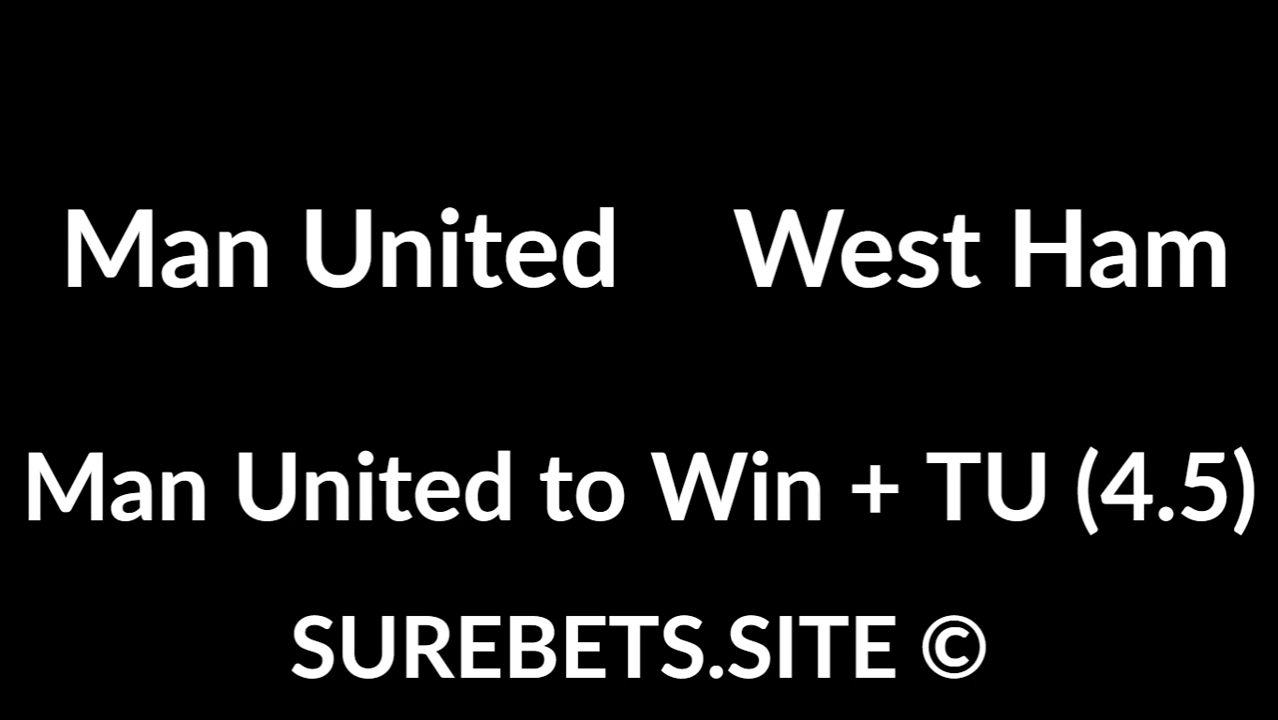 Man United West Ham
Man United to Win + TU (4.5)
SUREBETS.SITE ©